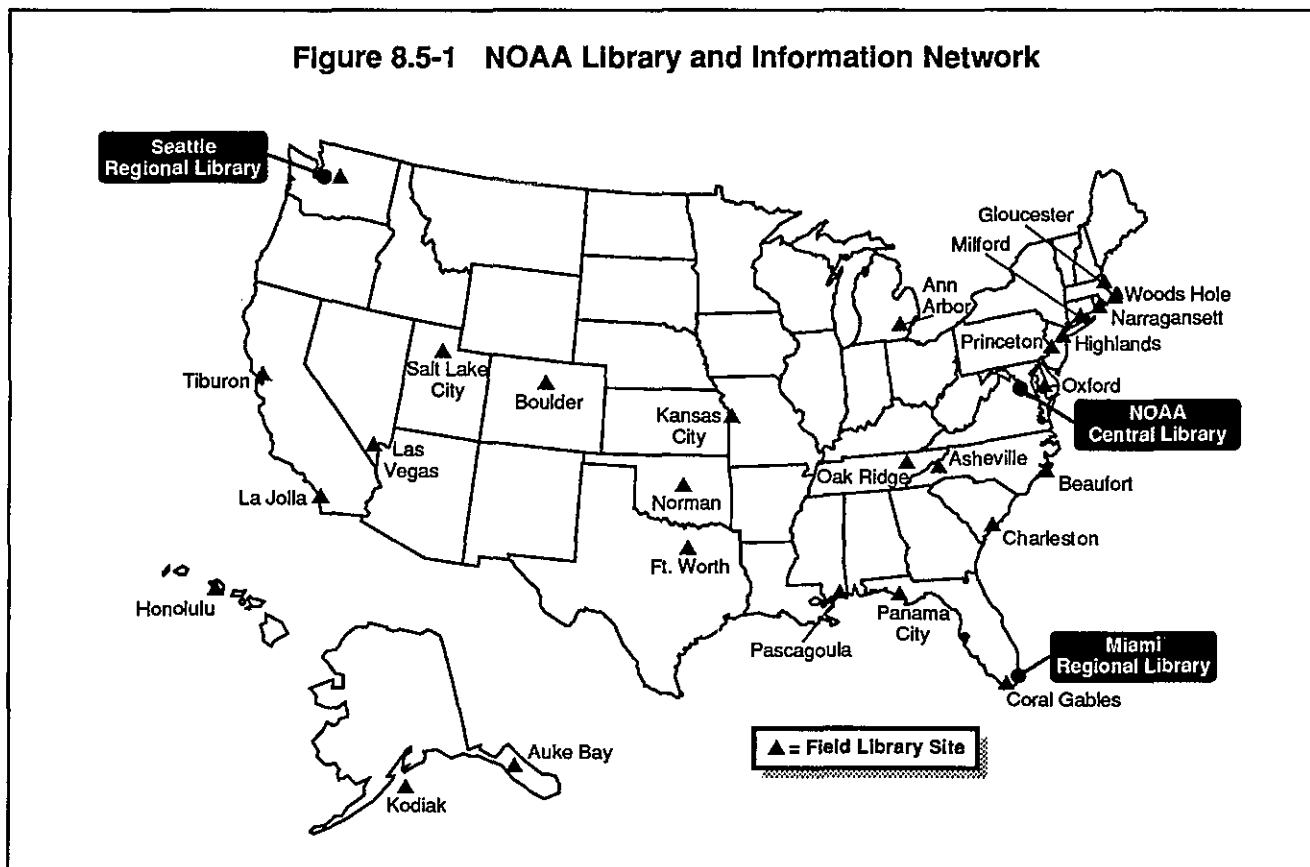 Figure 8.5-1 NOAA Library and Information Network
Seattle
Regional Library
Gloucester
Milford
Ann
Arbor
Woods Hole
Narragansett
Princeton
Highlands
Salt Lake
City
Tiburon
Boulder
Oxford
Kansas
City
NOAA
Central Library
Las
Vegas
Oak Ridge
Asheville
Beaufort
La Jolla
Norman
Charleston
Ft. Worth
Honolulu
Panama
City
Pascagoula
Miami
Regional Library
Coral Gables
▲ = Field Library Site
Auke Bay
Kodiak